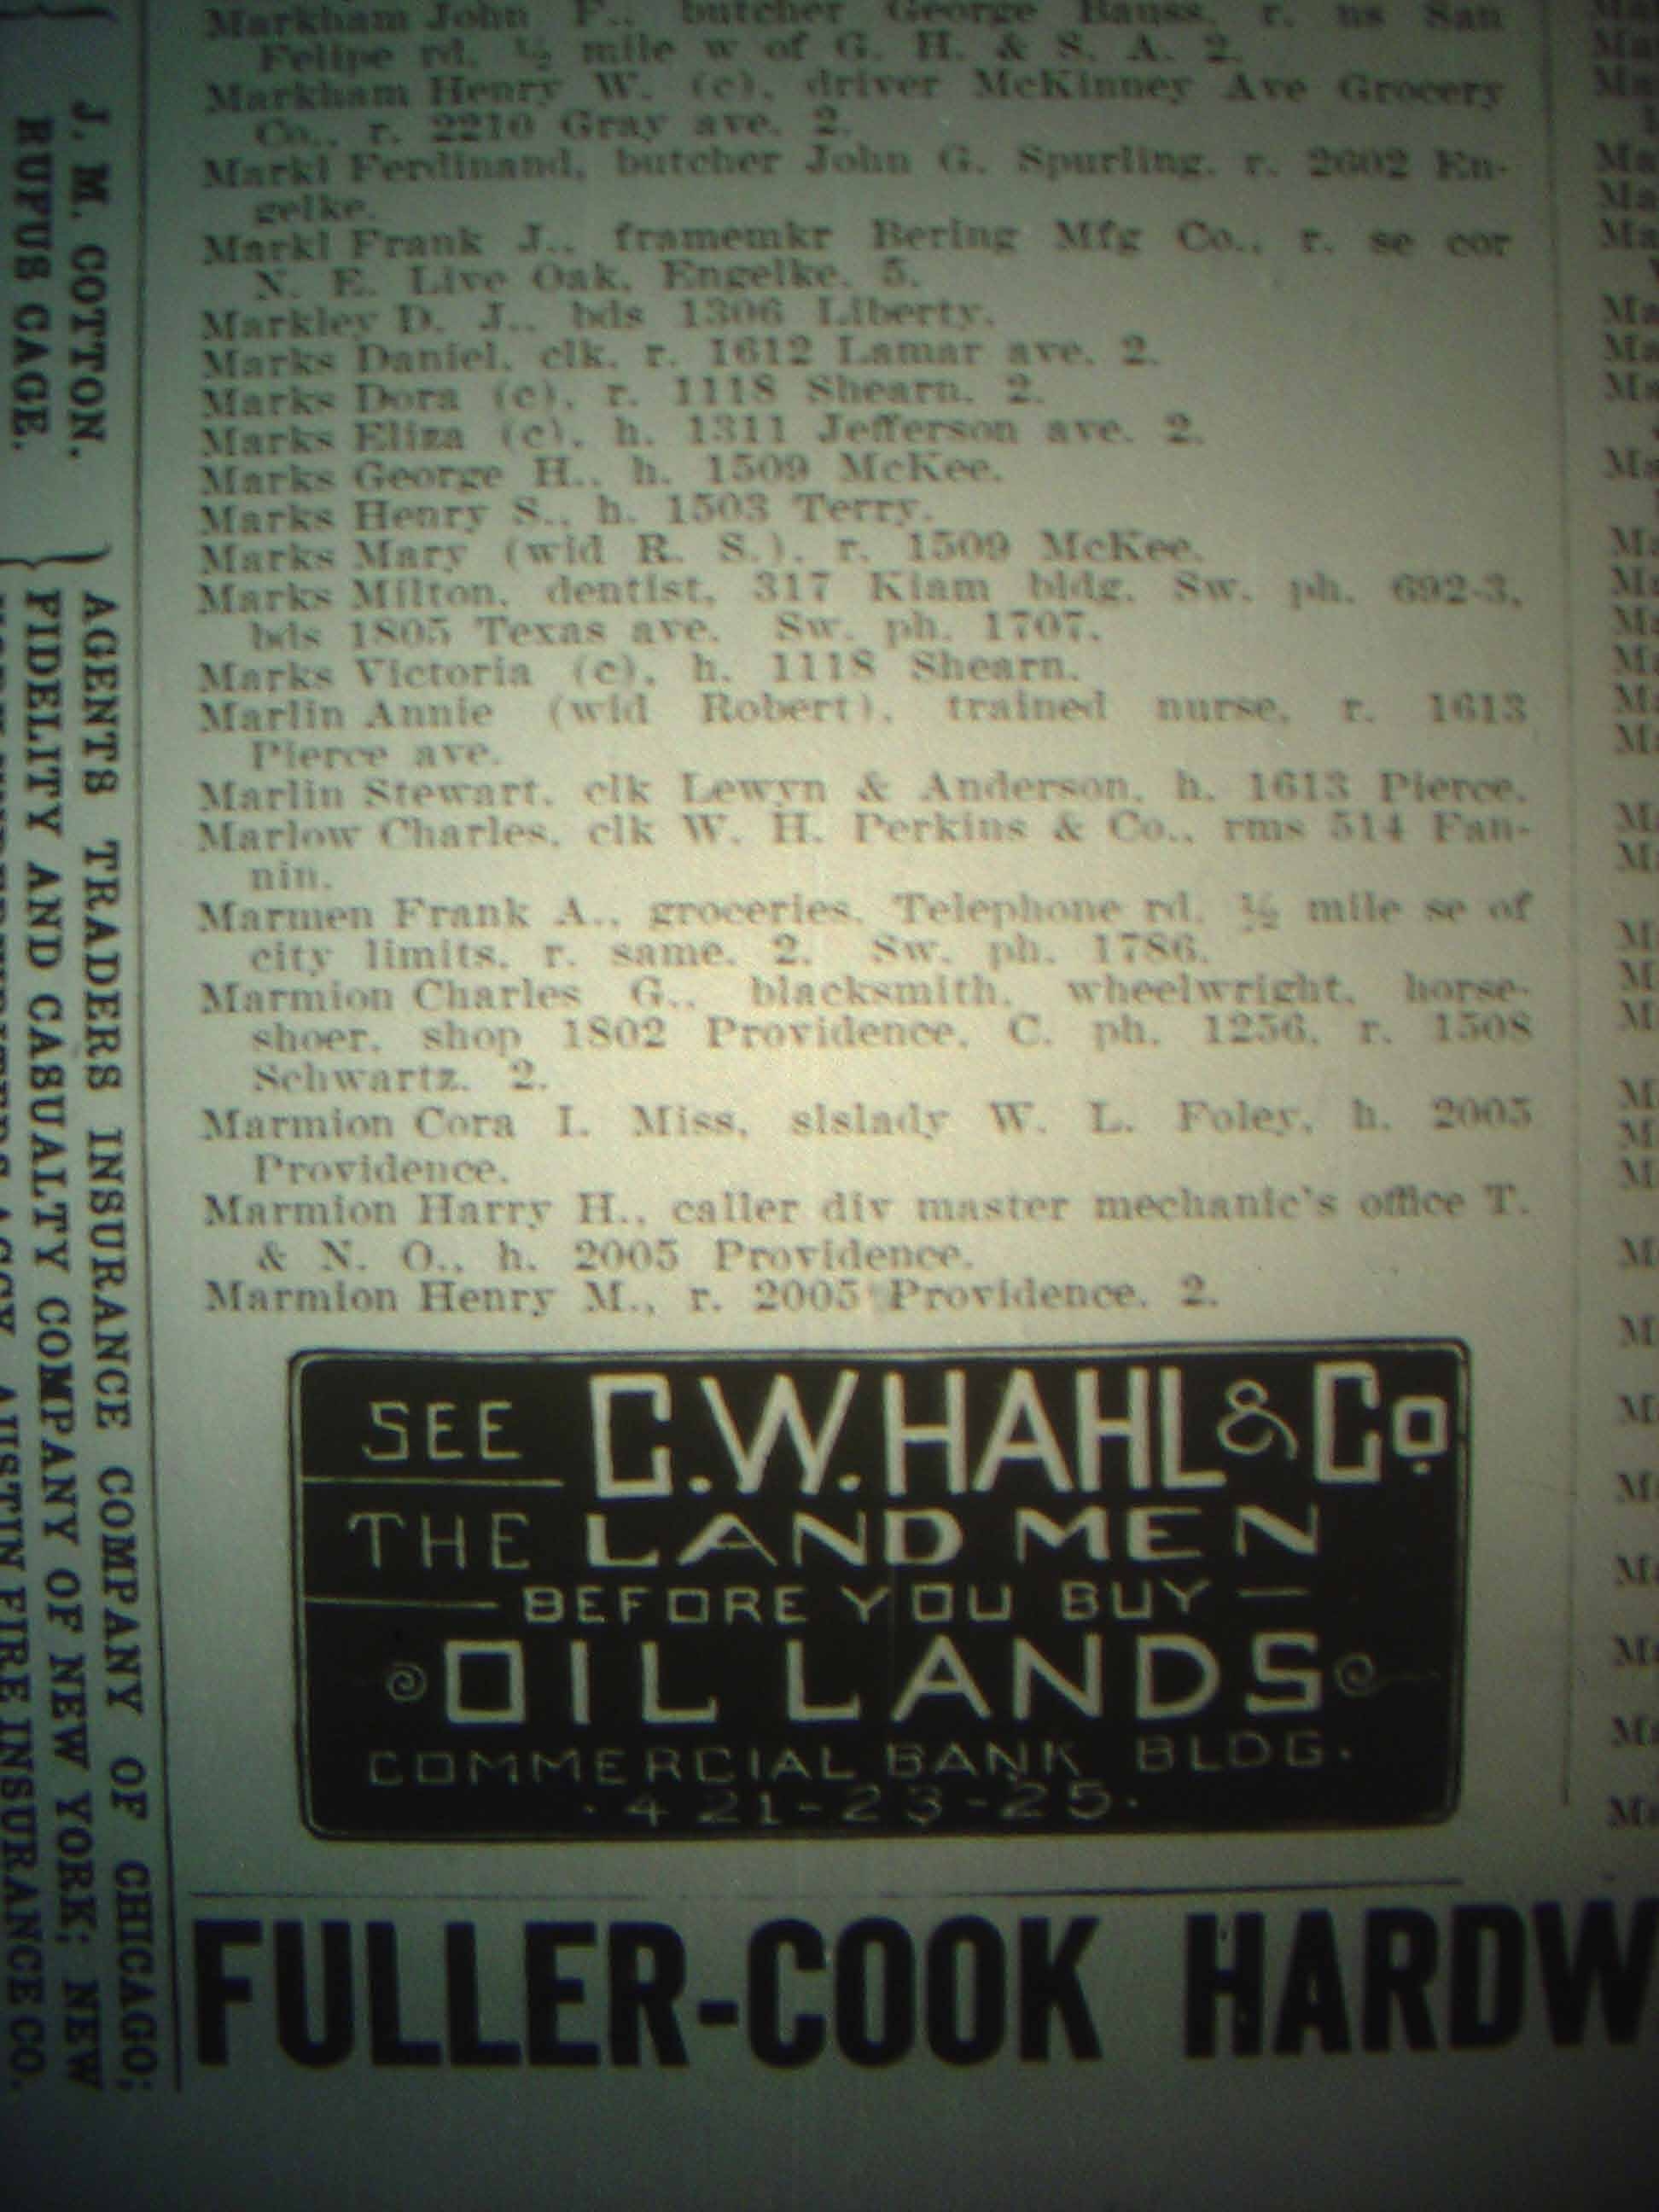 Markham John F., butcher George Bauss, r. ns San
Felipe rd. ½ mile w of G. H. & S. A. 2.
Markham Henry W. (c), driver McKinney Ave Grocery
Co., r. 2210 Gray ave. 2.
Markl Ferdinand, butcher John G. Spurling, r. 2602 En-
gelke.
Markl Frank J., framemkr Bering Mfg Co., r. se cor
N. E. Live Oak, Engelke. 5.
Markley D. J., bds 1306 Liberty.
Marks Daniel, clk, r. 1612 Lamar ave. 2.
Marks Dora (c), r. 1118 Shearn. 2.
Marks Eliza (c), h. 1311 Jefferson ave. 2.
Marks George H., h. 1509 McKee.
Marks Henry S., h. 1503 Terry.
Marks Mary (wid R. S.), r. 1509 McKee.
Marks Milton, dentist, 317 Kiam bldg. Sw. ph. 692-3,
bds 1805 Texas ave. Sw. ph. 1707.
Marks Victoria (c), h. 1118 Shearn.
Marlin Annie (wid Robert), trained nurse, r. 1613
Pierce ave.
Marlin Stewart, clk Lewyn & Anderson, h. 1613 Pierce.
Marlow Charles, clk W. H. Perkins & Co., rms 514 Fan-
nin.
Marmen Frank A., groceries, Telephone rd. ½ mile se of
city limits, r. same. 2. Sw. ph. 1786.
Marmion Charles G., blacksmith, wheelwright, horse-
shoer, shop 1802 Providence, C. ph. 1256, r. 1508
Schwartz. 2.
Marmion Cora I. Miss, slslady W. L. Foley, h. 2005
Providence.
Marmion Harry H., caller div master mechanic's office T.
& N. O., h. 2005 Providence.
Marmion Henry M., r. 2005 Providence. 2.
SEE C. W. HAHL & Co
THE LAND MEN
BEFORE YOU BUY
OIL LANDS
COMMERCIAL BANK BLDG.
421-23-25
FULLER-COOK HARDW
J. M. COTTON.
RUFUS GAGE.
AGENTS TRADERS INSURANCE COMPANY OF CHICAGO;
FIDELITY AND CASUALTY COMPANY OF NEW YORK; NEW
AUSTIN FIRE INSURANCE CO.